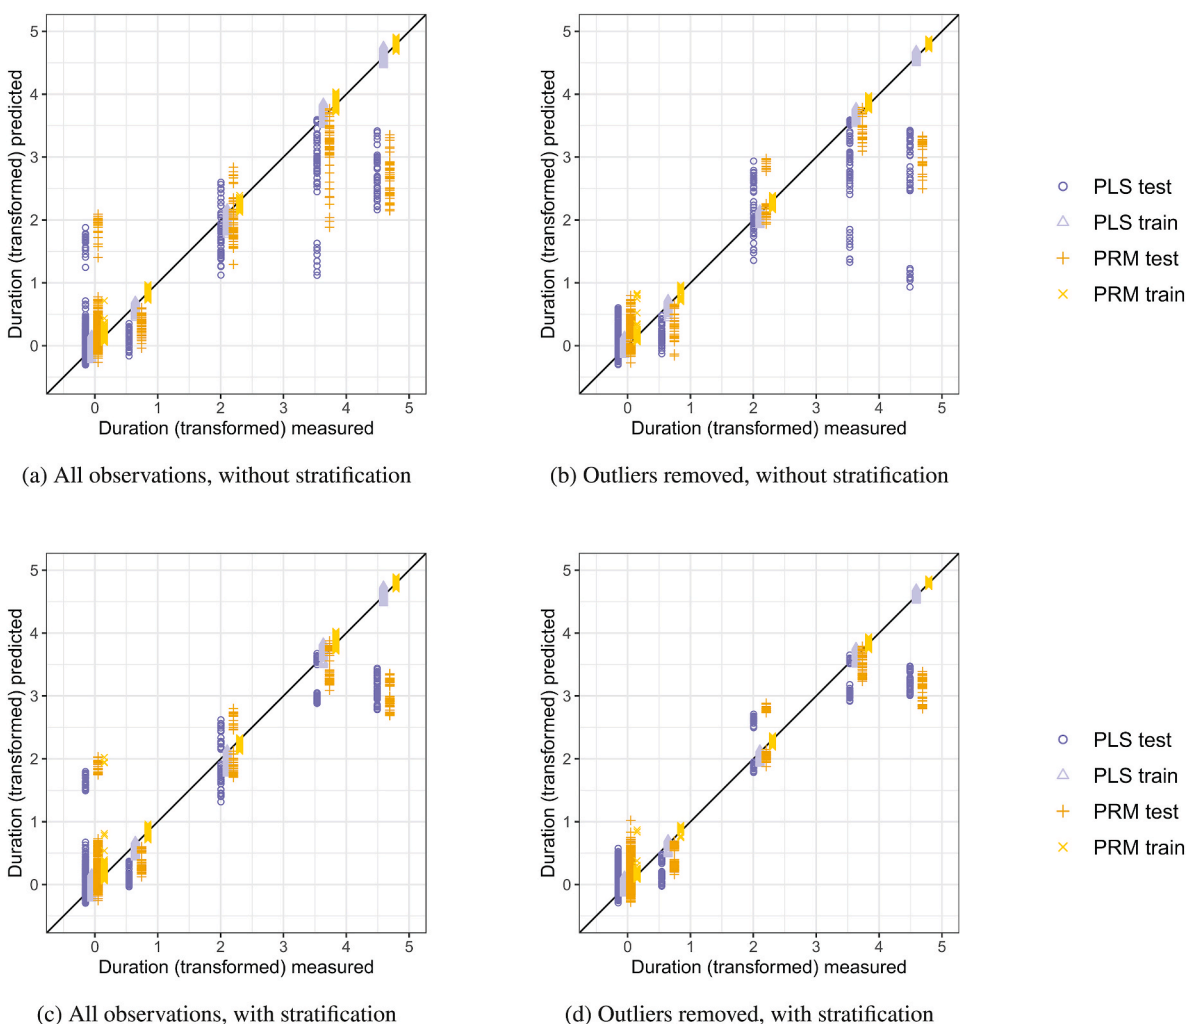 Duration (transformed) predicted
5
4
3
2
1
0
0 1 2 3 4 5
Duration (transformed) measured
(a) All observations, without stratification
Duration (transformed) predicted
5
4
3
2
1
0
0 1 2 3 4 5
Duration (transformed) measured
(b) Outliers removed, without stratification
PLS test
PLS train
PRM test
PRM train
Duration (transformed) predicted
5
4
3
2
1
0
0 1 2 3 4 5
Duration (transformed) measured
(c) All observations, with stratification
Duration (transformed) predicted
5
4
3
2
1
0
0 1 2 3 4 5
Duration (transformed) measured
(d) Outliers removed, with stratification
PLS test
PLS train
PRM test
PRM train